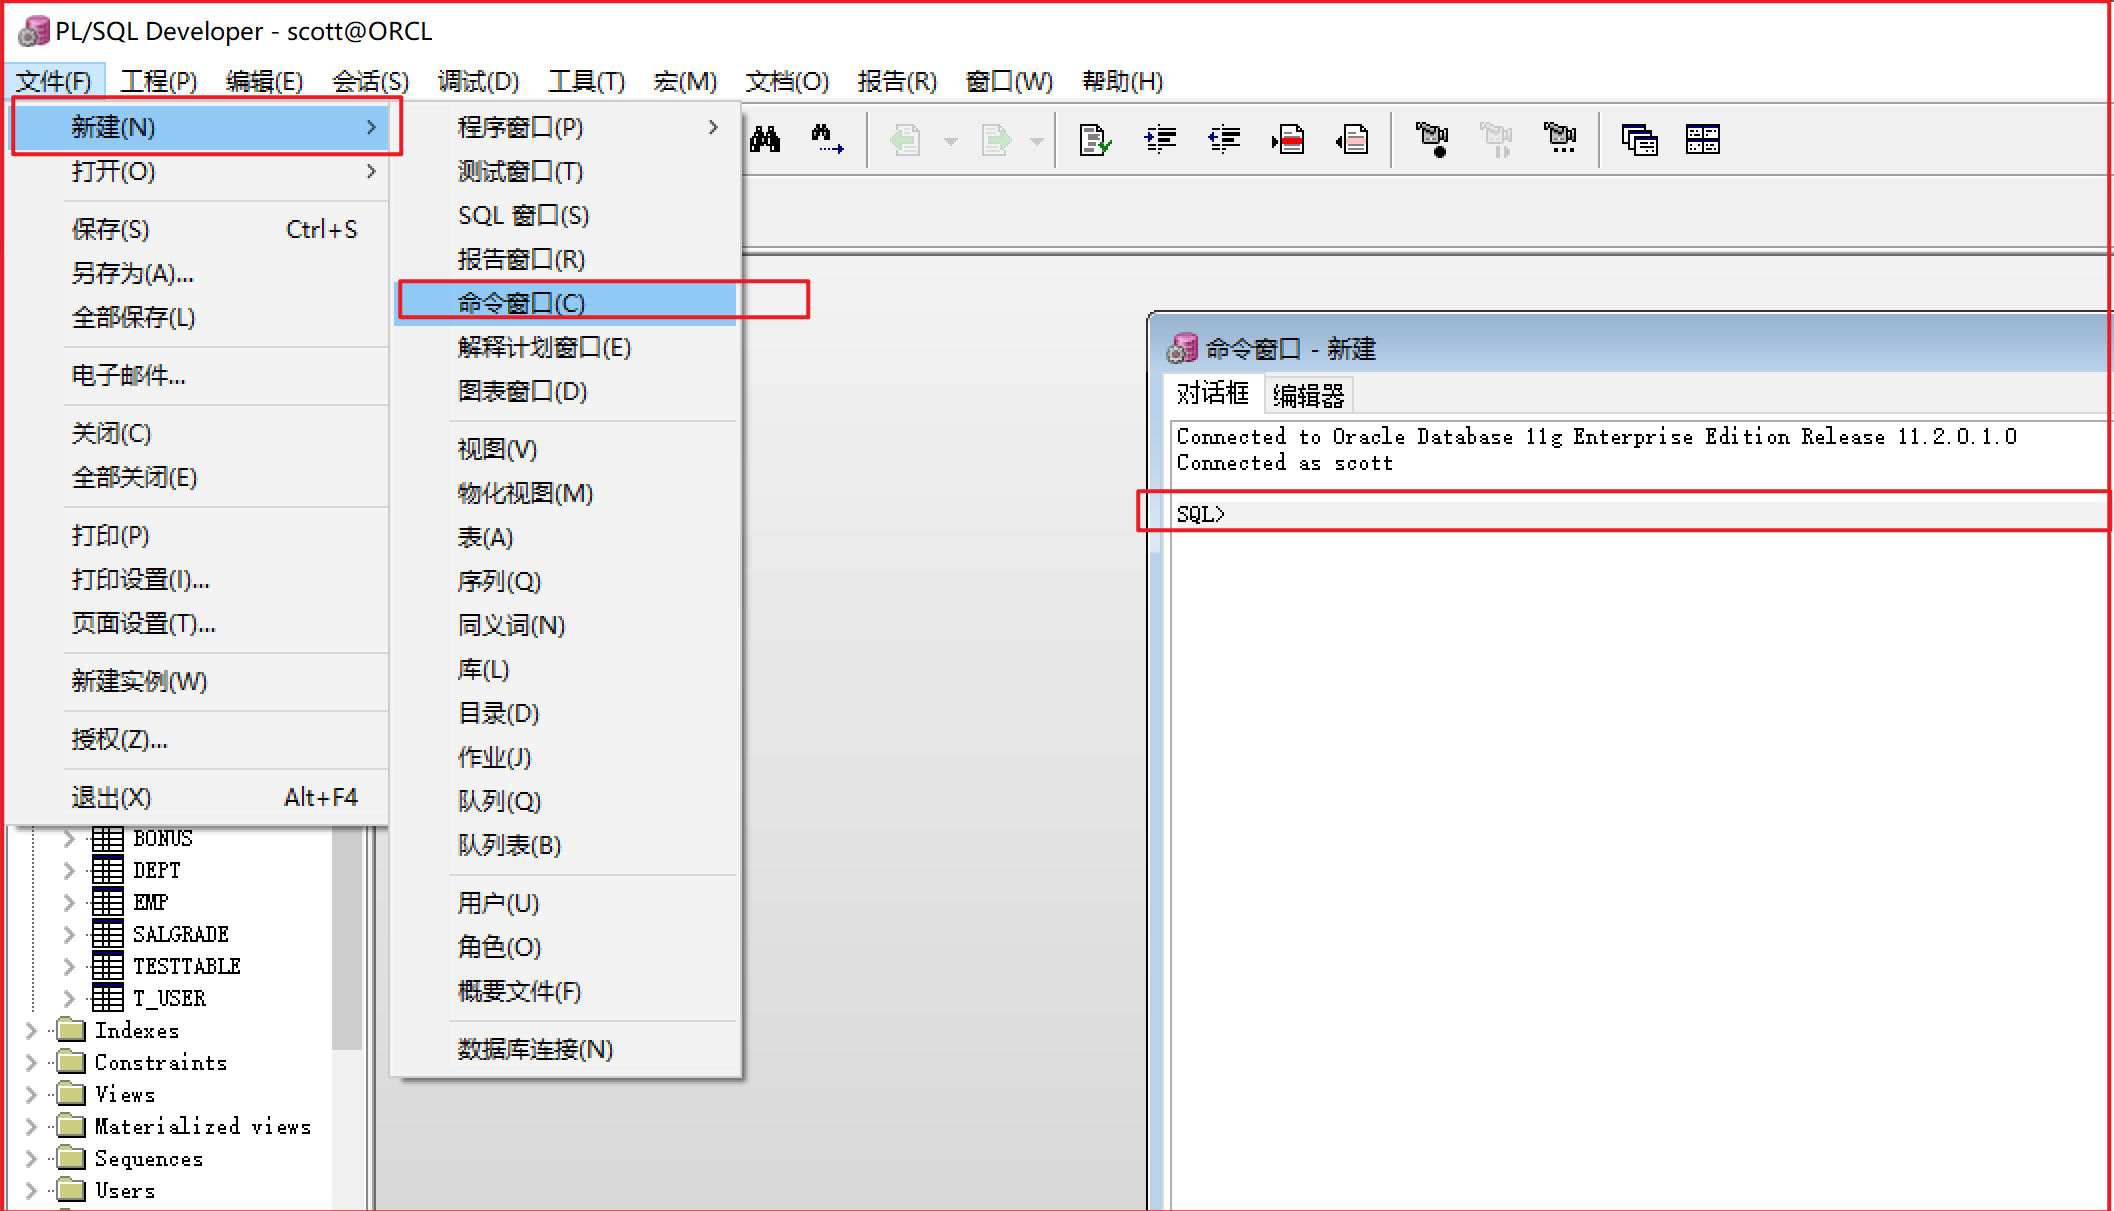 PL/SQL Developer - scott@ORCL
文件(F) 工程(P) 编辑(E) 会话(S) 调试(D) 工具(T) 宏(M) 文档(O) 报告(R) 窗口(W) 帮助(H)
新建(N)
打开(O)
保存(S) Ctrl+S
另存为(A)...
全部保存(L)
电子邮件...
关闭(C)
全部关闭(E)
打印(P)
打印设置(I)...
页面设置(T)...
新建实例(W)
授权(Z)...
退出(X) Alt+F4
程序窗口(P)
测试窗口(T)
SQL 窗口(S)
报告窗口(R)
命令窗口(C)
解释计划窗口(E)
图表窗口(D)
视图(V)
物化视图(M)
表(A)
序列(Q)
同义词(N)
库(L)
目录(D)
作业(J)
队列(Q)
队列表(B)
用户(U)
角色(O)
概要文件(F)
数据库连接(N)
BONUS
DEPT
EMP
SALGRADE
TESTTABLE
T_USER
Indexes
Constraints
Views
Materialized views
Sequences
Users
命令窗口 - 新建
对话框 编辑器
Connected to Oracle Database 11g Enterprise Edition Release 11.2.0.1.0
Connected as scott
SQL>